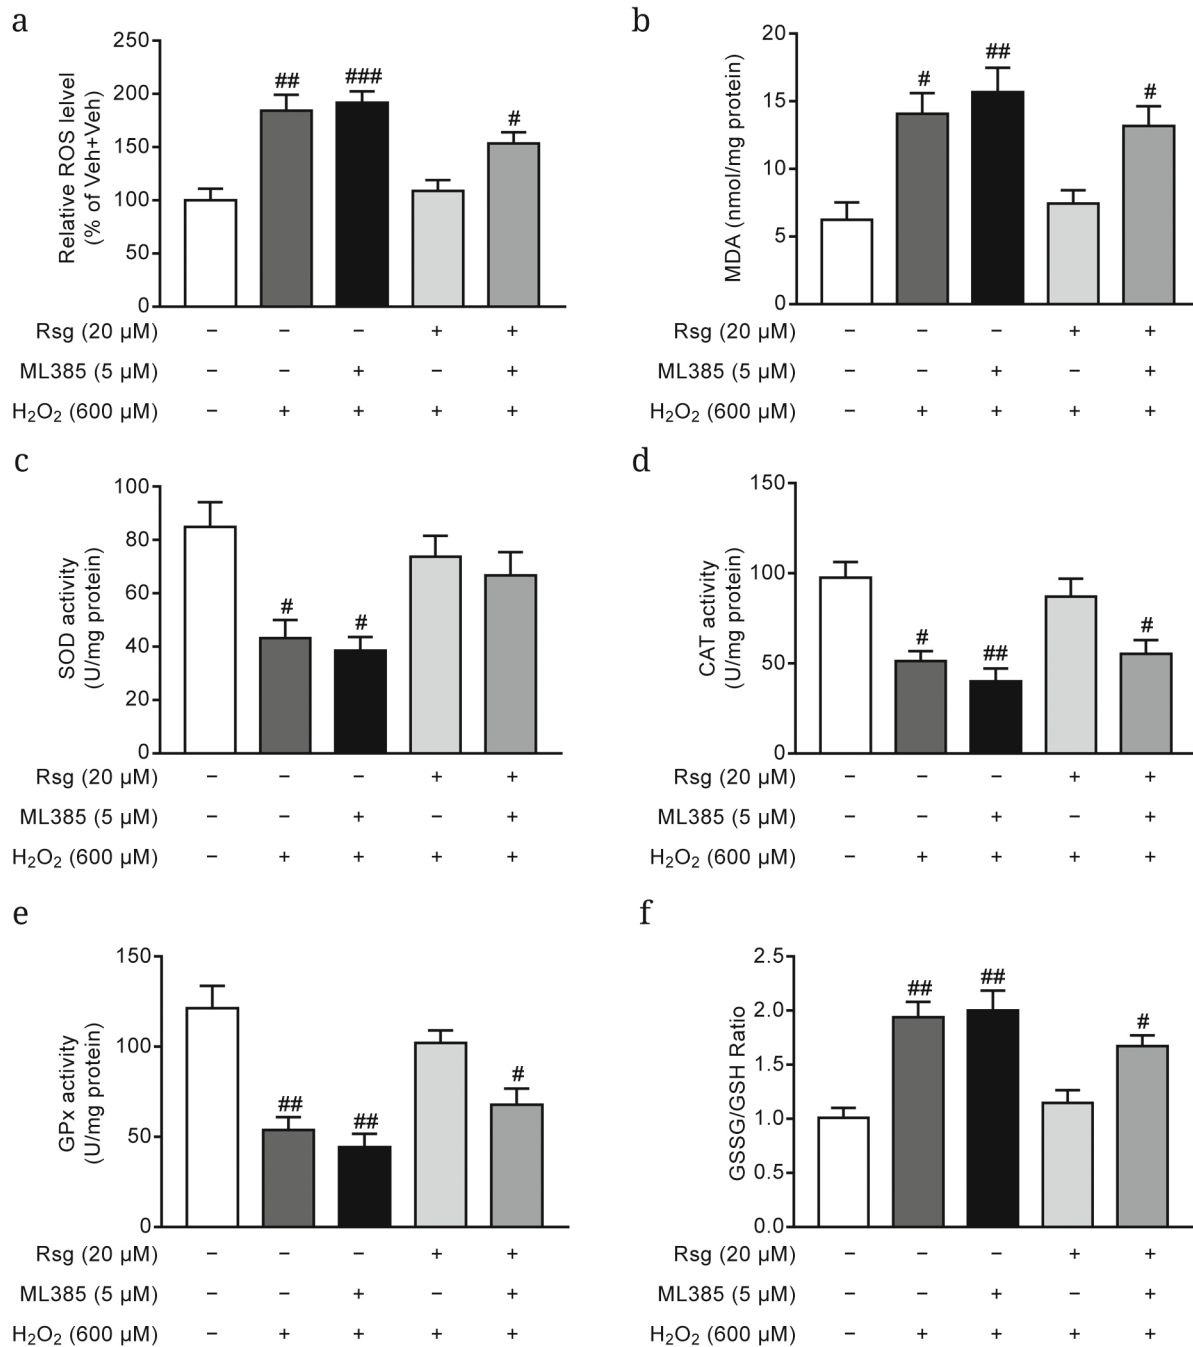 a
250
200
150
100
50
0
Relative ROS lelvel
(% of Veh+Veh)
## ### #
Rsg (20 µM) − − − + +
ML385 (5 µM) − − + − +
H₂O₂ (600 µM) − + + + +
b
20
15
10
5
0
MDA (nmol/mg protein)
# ## #
Rsg (20 µM) − − − + +
ML385 (5 µM) − − + − +
H₂O₂ (600 µM) − + + + +
c
100
80
60
40
20
0
SOD activity
(U/mg protein)
# #
Rsg (20 µM) − − − + +
ML385 (5 µM) − − + − +
H₂O₂ (600 µM) − + + + +
d
150
100
50
0
CAT activity
(U/mg protein)
# ## #
Rsg (20 µM) − − − + +
ML385 (5 µM) − − + − +
H₂O₂ (600 µM) − + + + +
e
150
100
50
0
GPx activity
(U/mg protein)
## ## #
Rsg (20 µM) − − − + +
ML385 (5 µM) − − + − +
H₂O₂ (600 µM) − + + + +
f
2.5
2.0
1.5
1.0
0.5
0.0
GSSG/GSH Ratio
## ## #
Rsg (20 µM) − − − + +
ML385 (5 µM) − − + − +
H₂O₂ (600 µM) − + + + +